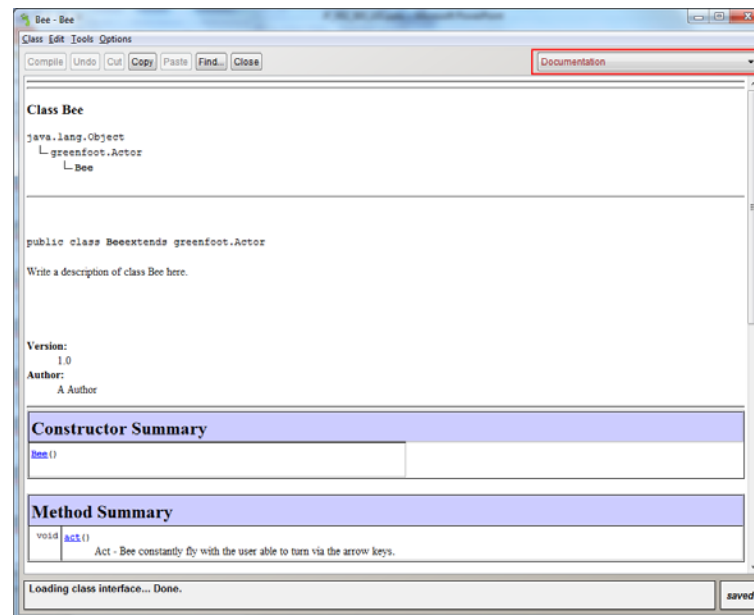 Bee - Bee
Class Edit Tools Options
Compile Undo Cut Copy Paste Find... Close
Documentation
Class Bee
java.lang.Object
greenfoot.Actor
Bee
public class Beeextends greenfoot.Actor
Write a description of class Bee here.
Version:
1.0
Author:
A Author
Constructor Summary
Bee()
Method Summary
void act()
Act - Bee constantly fly with the user able to turn via the arrow keys.
Loading class interface... Done.
saved